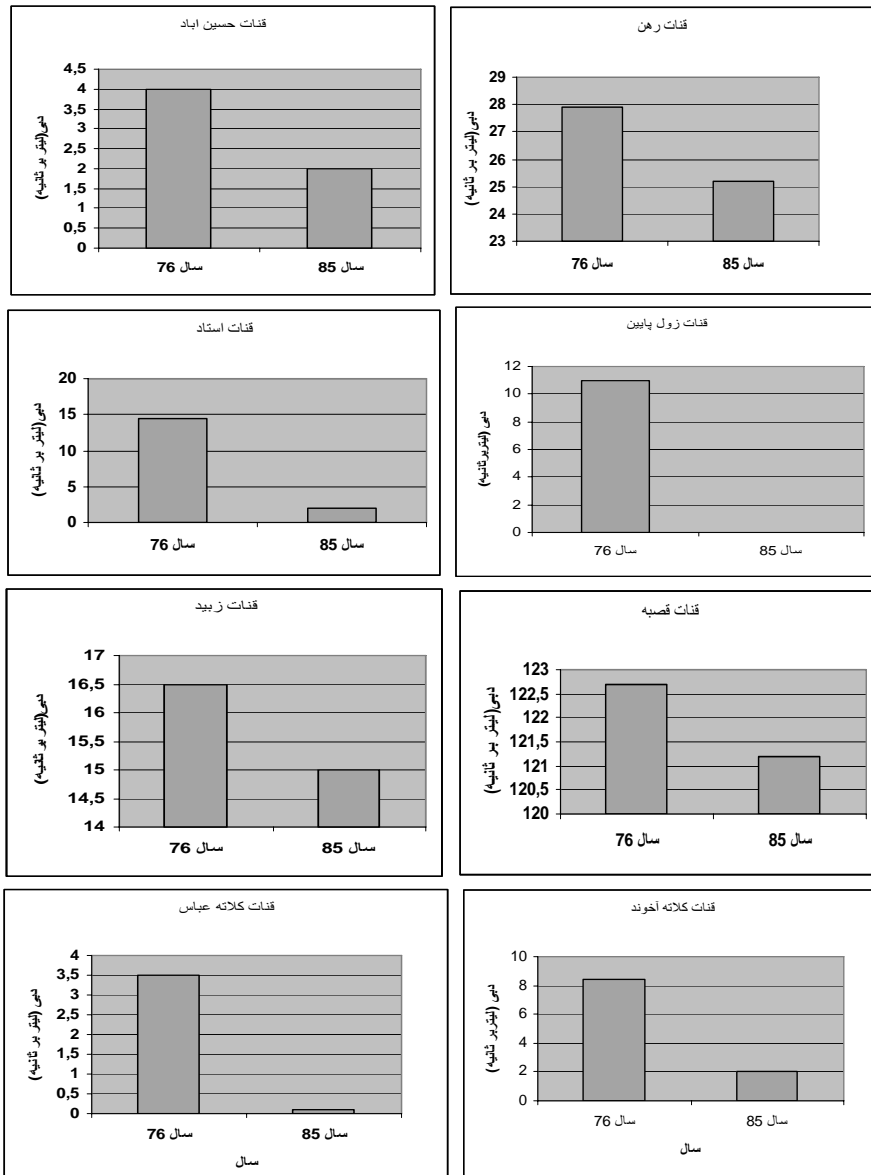 قنات حسین اباد
دبی(لیتر بر ثانیه)
4,5
4
3,5
3
2,5
2
1,5
1
0,5
0
سال 76
سال 85
قنات رهن
دبی(لیتر بر ثانیه)
29
28
27
26
25
24
23
سال 76
سال 85
قنات استاد
دبی(لیتر بر ثانیه)
20
15
10
5
0
سال 76
سال 85
قنات زول پایین
دبی (لیتربرثانیه)
12
10
8
6
4
2
0
سال 76
سال 85
قنات زبید
دبی(لیتر بر ثانیه)
17
16,5
16
15,5
15
14,5
14
سال 76
سال 85
قنات قصبه
دبی(لیتر بر ثانیه)
123
122,5
122
121,5
121
120,5
120
سال 76
سال 85
قنات کلاته عباس
دبی (لیتر بر ثانیه)
4
3,5
3
2,5
2
1,5
1
0,5
0
سال 76
سال 85
سال
قنات کلاته آخوند
دبی (لیتربر ثانیه)
10
8
6
4
2
0
سال 76
سال 85
سال